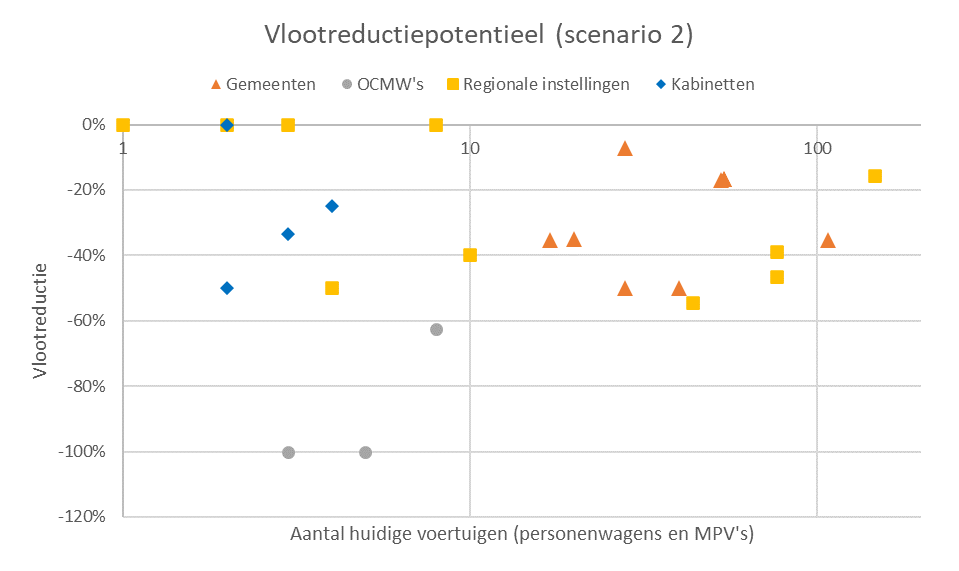 Vlootreductiepotentieel (scenario 2)
Gemeenten OCMW's Regionale instellingen Kabinetten
0%
1 10 100
-20%
-40%
-60%
-80%
-100%
-120%
Vlootreductie
Aantal huidige voertuigen (personenwagens en MPV's)